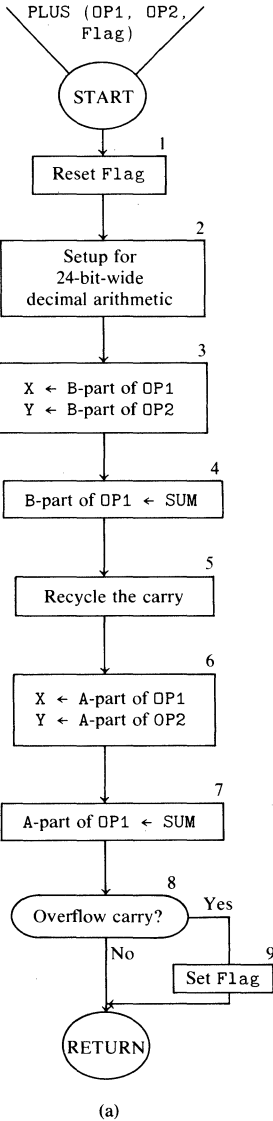 PLUS (OP1, OP2,
Flag)
START
1
Reset Flag
2
Setup for
24-bit-wide
decimal arithmetic
3
X ← B-part of OP1
Y ← B-part of OP2
4
B-part of OP1 ← SUM
5
Recycle the carry
6
X ← A-part of OP1
Y ← A-part of OP2
7
A-part of OP1 ← SUM
8
Overflow carry?
Yes
No
9
Set Flag
RETURN
(a)